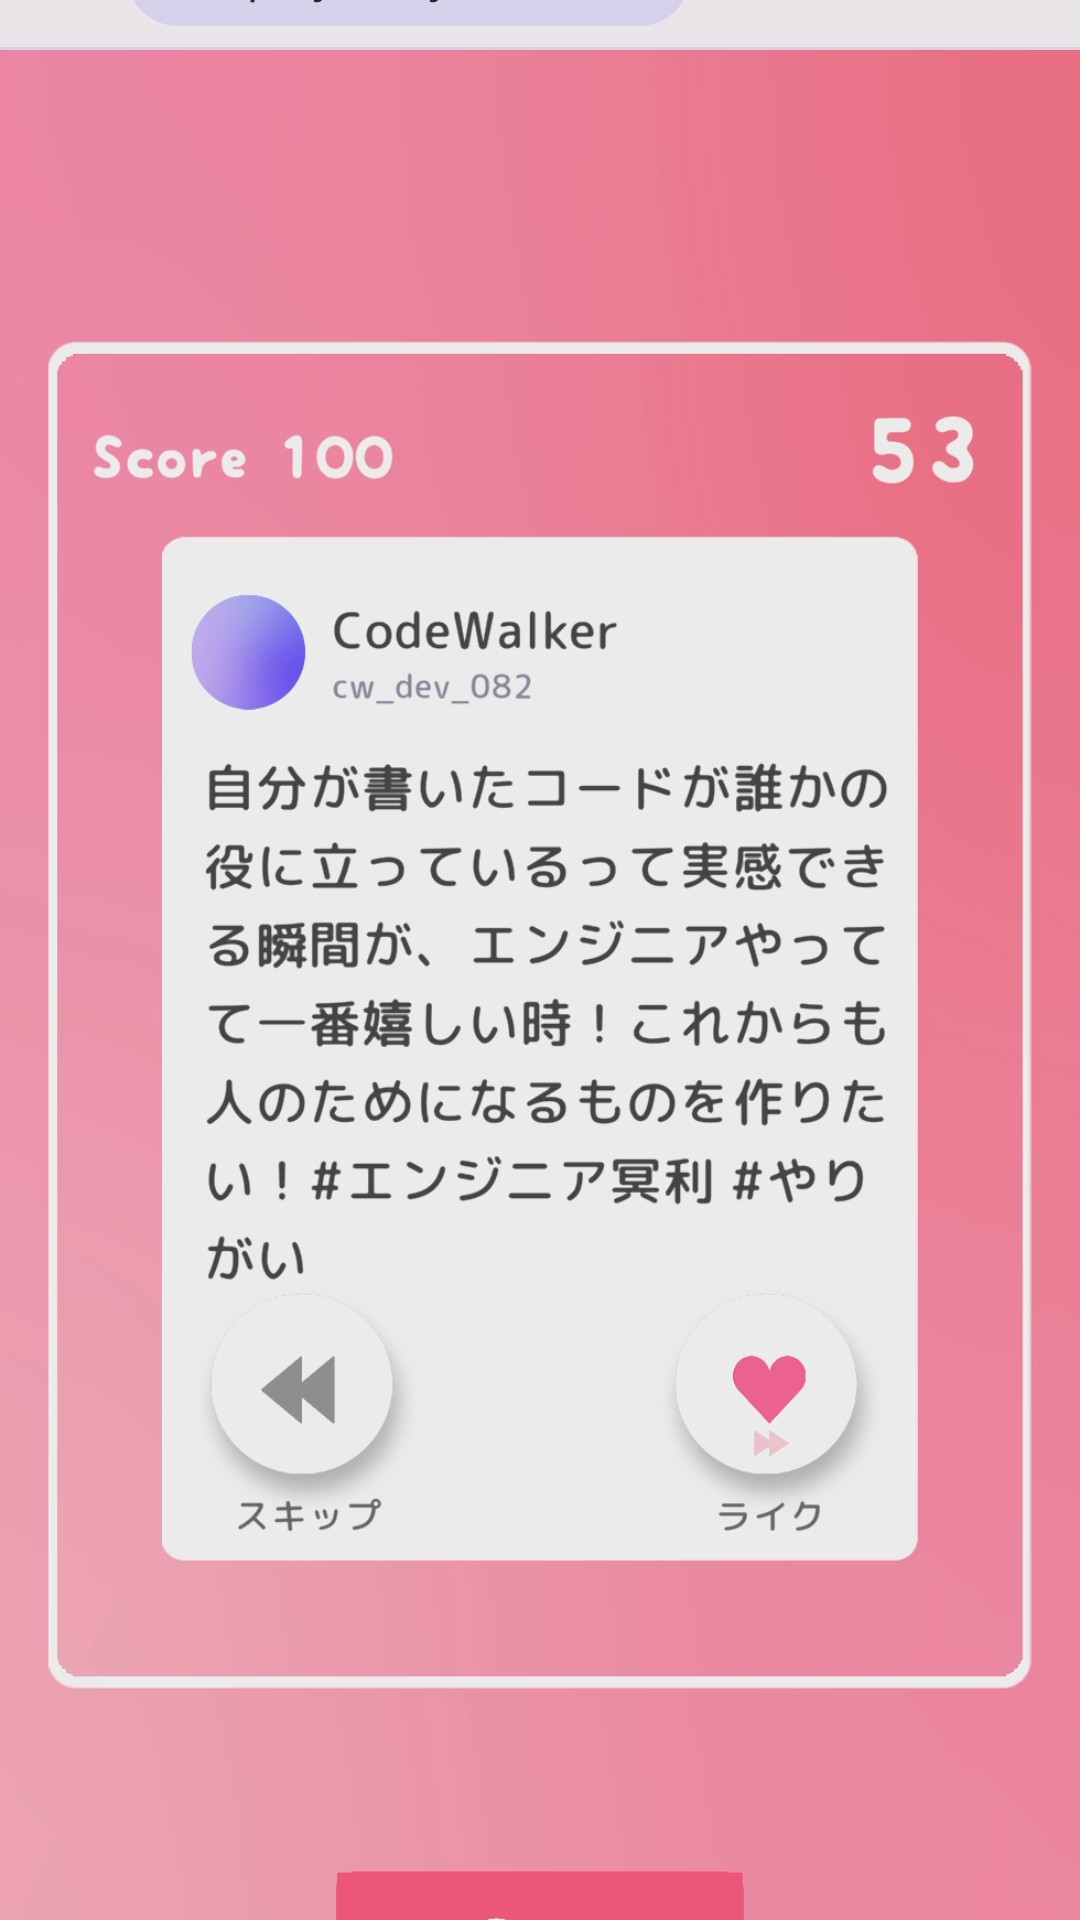 Score 100
53
CodeWalker
cw_dev_082
自分が書いたコードが誰かの
役に立っているって実感でき
る瞬間が、エンジニアやって
て一番嬉しい時！これからも
人のためになるものを作りた
い！#エンジニア冥利 #やり
がい
スキップ
ライク